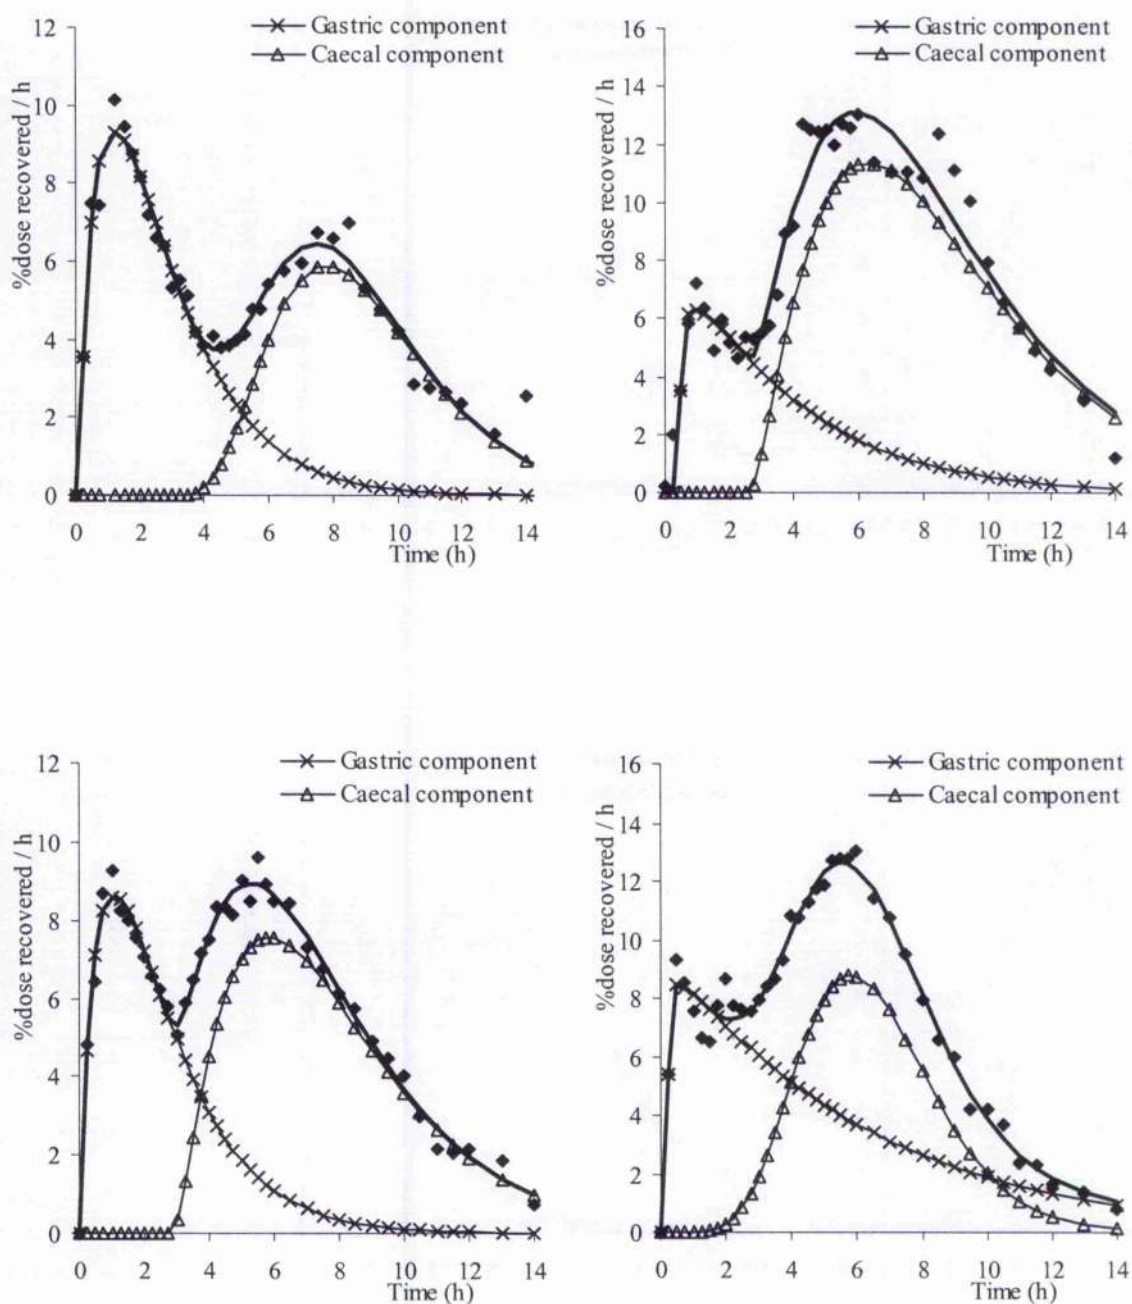 Gastric component
Caecal component
%dose recovered / h
12
10
8
6
4
2
0
0 2 4 6 8 10 12 14
Time (h)
Gastric component
Caecal component
%dose recovered / h
16
14
12
10
8
6
4
2
0
0 2 4 6 8 10 12 14
Time (h)
Gastric component
Caecal component
%dose recovered / h
12
10
8
6
4
2
0
0 2 4 6 8 10 12 14
Time (h)
Gastric component
Caecal component
%dose recovered / h
16
14
12
10
8
6
4
2
0
0 2 4 6 8 10 12 14
Time (h)